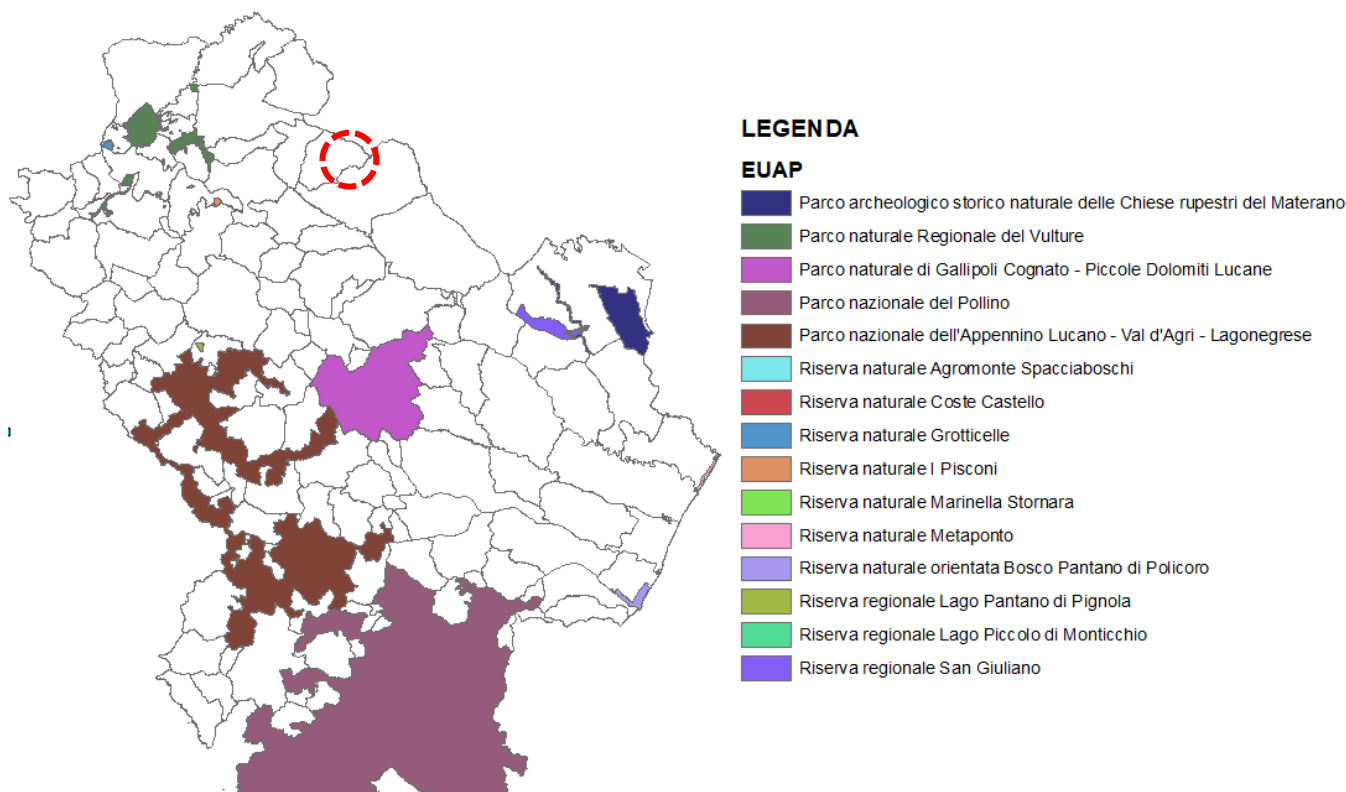 LEGENDA
EUAP
Parco archeologico storico naturale delle Chiese rupestri del Materano
Parco naturale Regionale del Vulture
Parco naturale di Gallipoli Cognato - Piccole Dolomiti Lucane
Parco nazionale del Pollino
Parco nazionale dell'Appennino Lucano - Val d'Agri - Lagonegrese
Riserva naturale Agromonte Spacciaboschi
Riserva naturale Coste Castello
Riserva naturale Grotticelle
Riserva naturale I Pisconi
Riserva naturale Marinella Stornara
Riserva naturale Metaponto
Riserva naturale orientata Bosco Pantano di Policoro
Riserva regionale Lago Pantano di Pignola
Riserva regionale Lago Piccolo di Monticchio
Riserva regionale San Giuliano